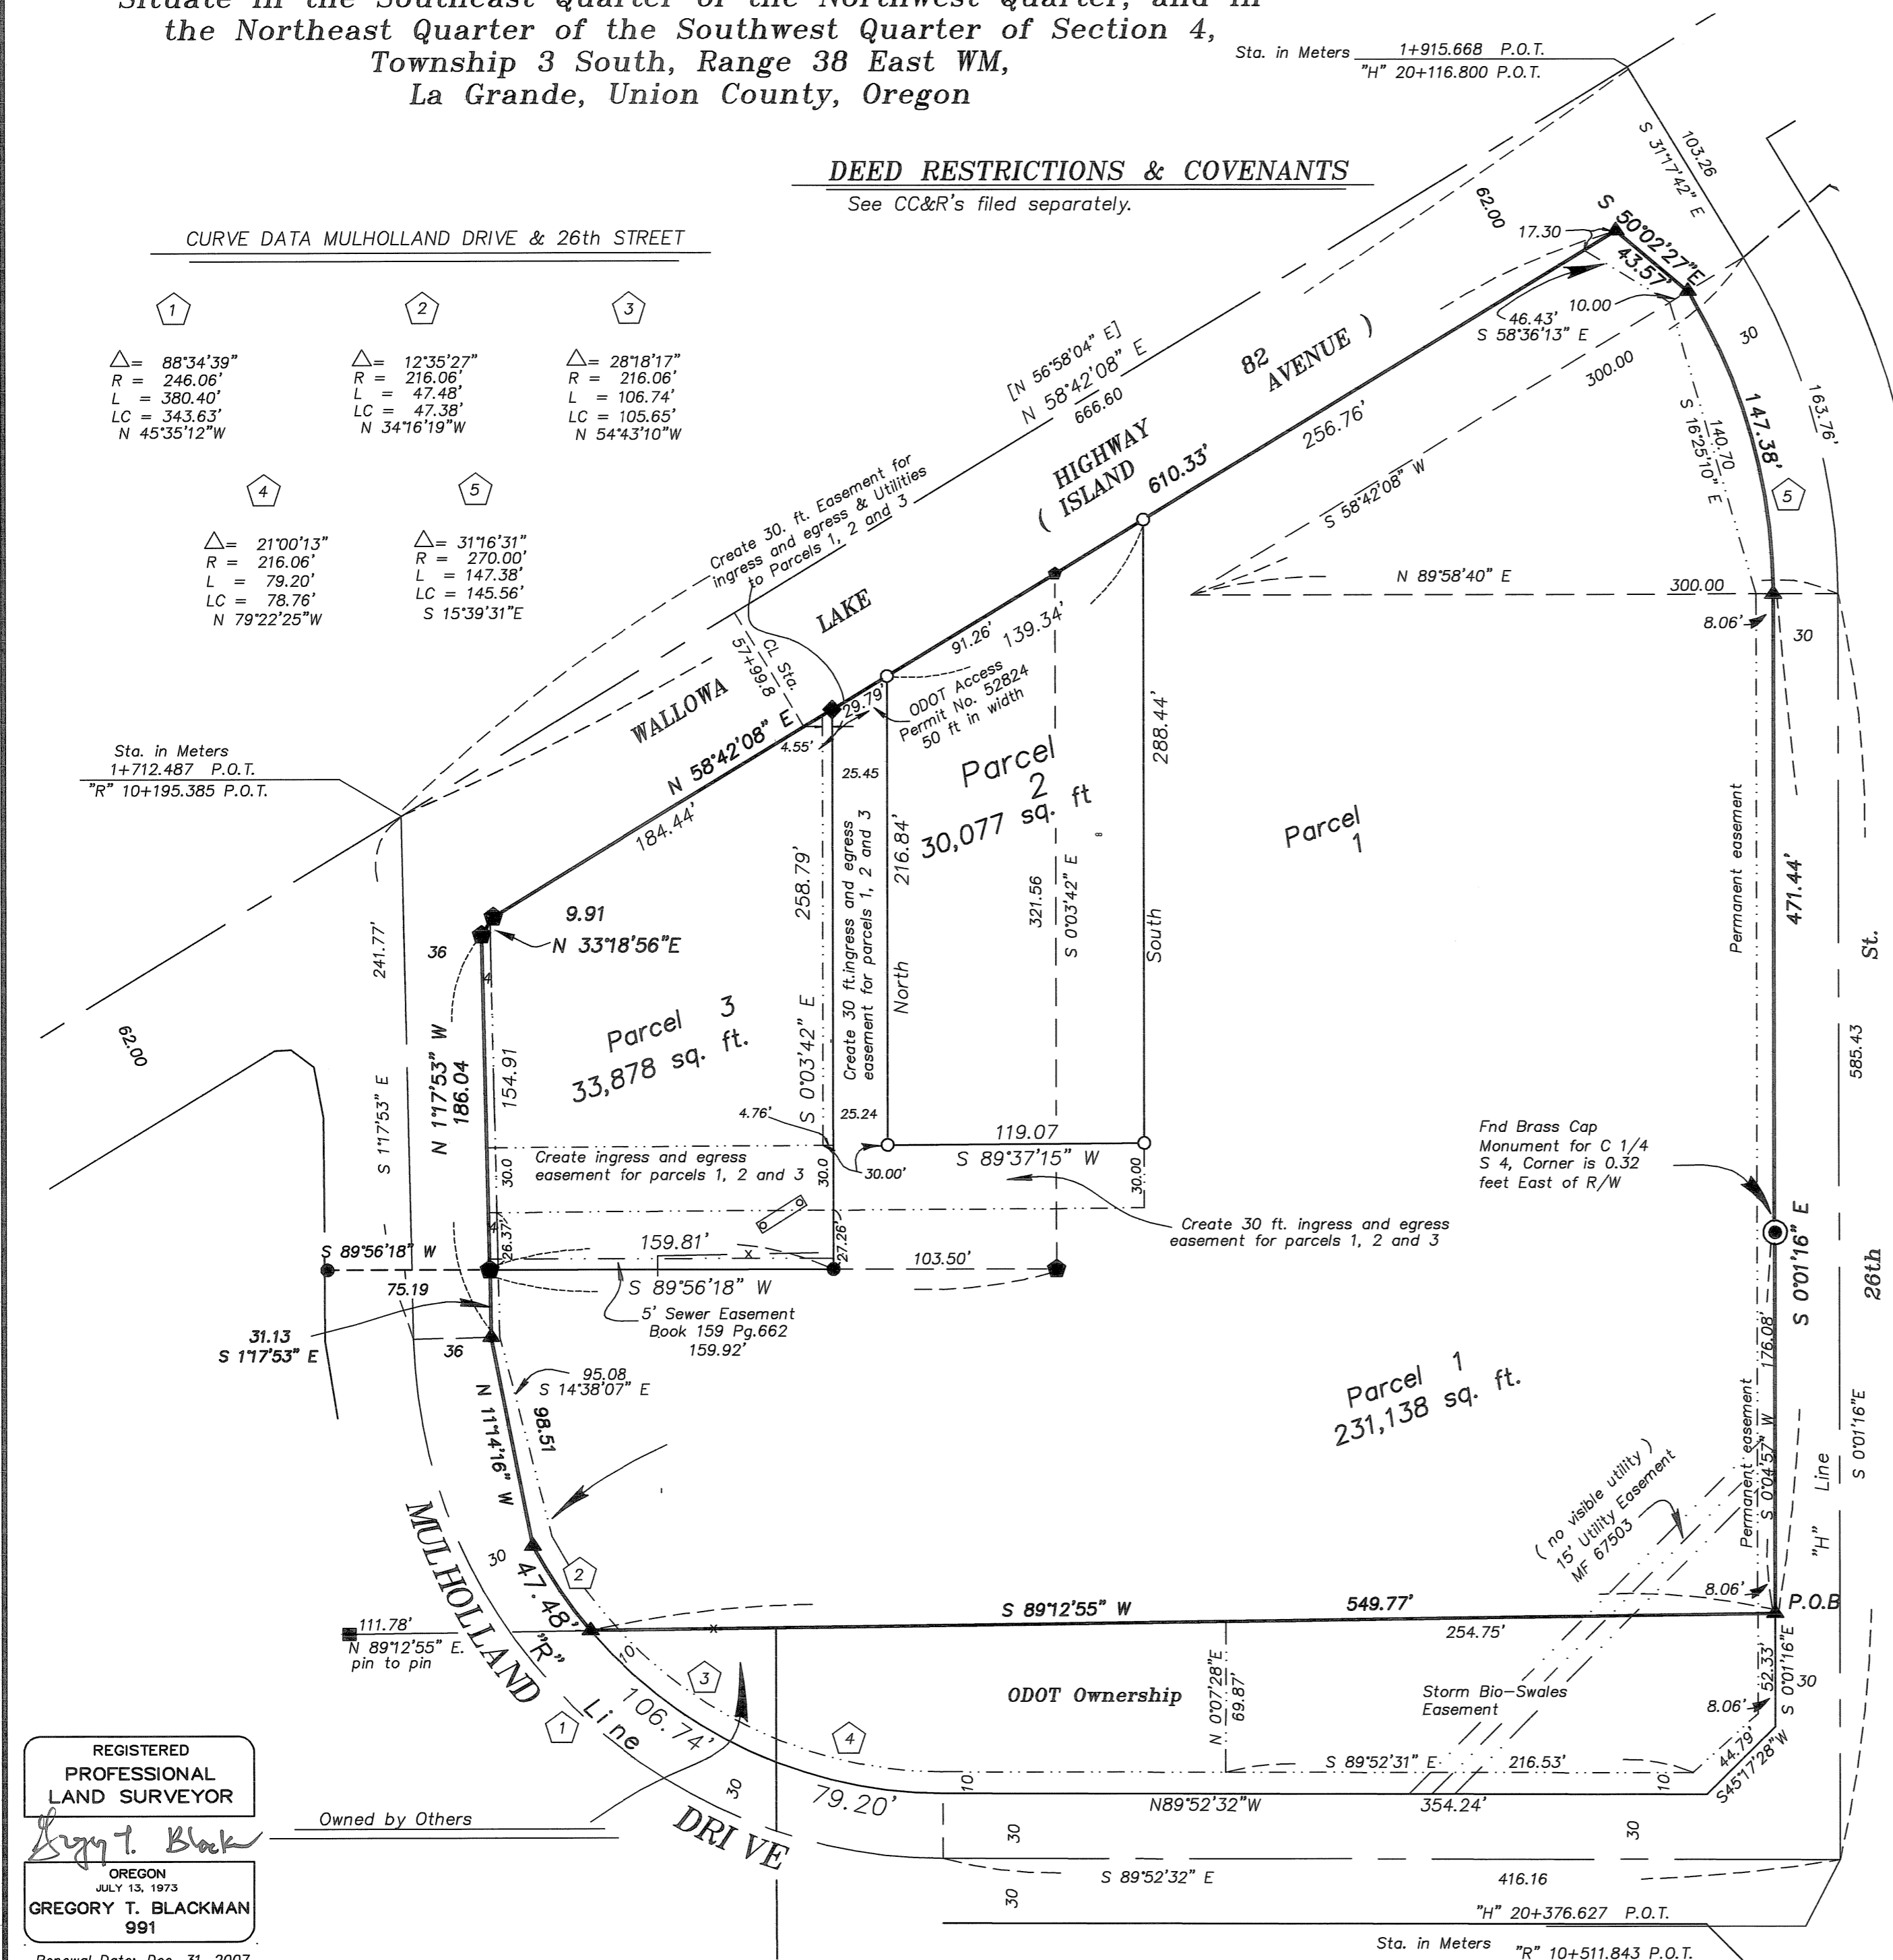 Situate in the Southeast Quarter of the Northwest Quarter, and in
the Northeast Quarter of the Southwest Quarter of Section 4,
Township 3 South, Range 38 East WM,
La Grande, Union County, Oregon
Sta. in Meters
1+915.668 P.O.T.
"H" 20+116.800 P.O.T.
DEED RESTRICTIONS & COVENANTS
See CC&R's filed separately.
CURVE DATA MULHOLLAND DRIVE & 26th STREET
1
△= 88°34'39"
R = 246.06'
L = 380.40'
LC = 343.63'
N 45°35'12"W
2
△= 12°35'27"
R = 216.06'
L = 47.48'
LC = 47.38'
N 34°16'19"W
3
△= 28°18'17"
R = 216.06'
L = 106.74'
LC = 105.65'
N 54°43'10"W
4
△= 21°00'13"
R = 216.06'
L = 79.20'
LC = 78.76'
N 79°22'25"W
5
△= 31°16'31"
R = 270.00'
L = 147.38'
LC = 145.56'
S 15°39'31"E
103.26
S 31°17'42" E
62.00
17.30
S 50°02'27"E
43.57'
10.00
46.43'
S 58°36'13" E
30
300.00
[N 56°58'04" E]
N 58°42'08" E
666.60
82
AVENUE )
HIGHWAY
( ISLAND
256.76'
610.33'
S 58°42'08" W
147.38'
163.76'
140.70
S 16°25'10" E
5
N 89°58'40" E
300.00
8.06'
30
Create 30. ft. Easement for
ingress and egress & Utilities
to Parcels 1, 2 and 3
LAKE
WALLOWA
CL Sta.
57+99.8
91.26'
139.34'
29.79'
ODOT Access
Permit No. 52824
50 ft in width
4.55'
N 58°42'08" E
184.44'
Sta. in Meters
1+712.487 P.O.T.
"R" 10+195.385 P.O.T.
25.45
Parcel
2
30,077 sq. ft
288.44'
South
Parcel
1
258.79'
S 0°03'42" E
Create 30 ft.ingress and egress
easement for parcels 1, 2 and 3
216.84'
North
321.56
S 0°03'42" E
Permanent easement
471.44'
St.
9.91
N 33°18'56"E
241.77'
36
4
S 1°17'53" E
62.00
N 1°17'53" W
186.04
154.91
Parcel 3
33,878 sq. ft.
585.43
4.76'
25.24
119.07
S 89°37'15" W
30.00'
30.00
30.0
30.0
Create ingress and egress
easement for parcels 1, 2 and 3
Fnd Brass Cap
Monument for C 1/4
S 4, Corner is 0.32
feet East of R/W
Create 30 ft. ingress and egress
easement for parcels 1, 2 and 3
S 0°01'16" E
26th
4
26.37'
159.81'
x
27.26'
103.50'
S 89°56'18" W
75.19
S 89°56'18" W
5' Sewer Easement
Book 159 Pg.662
159.92'
31.13
S 1°17'53" E
36
95.08
S 14°38'07" E
N 11°14'16" W
98.51
Parcel 1
231,138 sq. ft.
176.08'
S 0°04'57" W
Permanent easement
S 0°01'16"E
"H" Line
( no visible utility )
15' Utility Easement
MF 67503
MULHOLLAND
30
47.48'
2
"R"
Line
S 89°12'55" W
549.77'
254.75'
8.06'
P.O.B
111.78'
N 89°12'55" E.
pin to pin
x
10
3
106.74'
1
4
ODOT Ownership
N 0°07'28"E
69.87'
Storm Bio-Swales
Easement
52.33'
S 0°01'16"E
30
8.06'
44.79'
S45°17'28"W
S 89°52'31" E
216.53'
10
10
30
79.20'
DRIVE
N89°52'32"W
354.24'
30
30
S 89°52'32" E
416.16
30
"H" 20+376.627 P.O.T.
Sta. in Meters
"R" 10+511.843 P.O.T.
Owned by Others
REGISTERED
PROFESSIONAL
LAND SURVEYOR
OREGON
JULY 13, 1973
GREGORY T. BLACKMAN
991
Renewal Date: Dec. 31, 2007